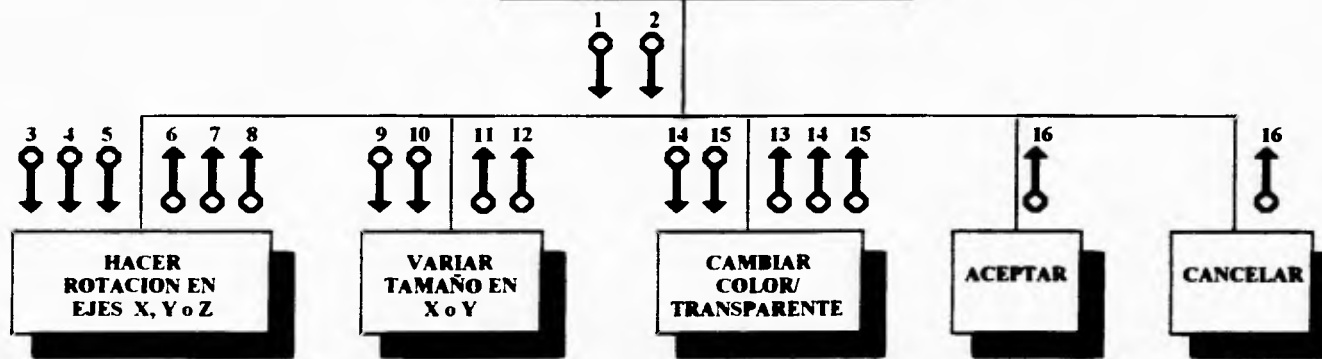 1 2
3 4 5 6 7 8 9 10 11 12 14 15 13 14 15 16 16
HACER
ROTACION EN
EJES X, Y o Z
VARIAR
TAMAÑO EN
X o Y
CAMBIAR
COLOR/
TRANSPARENTE
ACEPTAR
CANCELAR